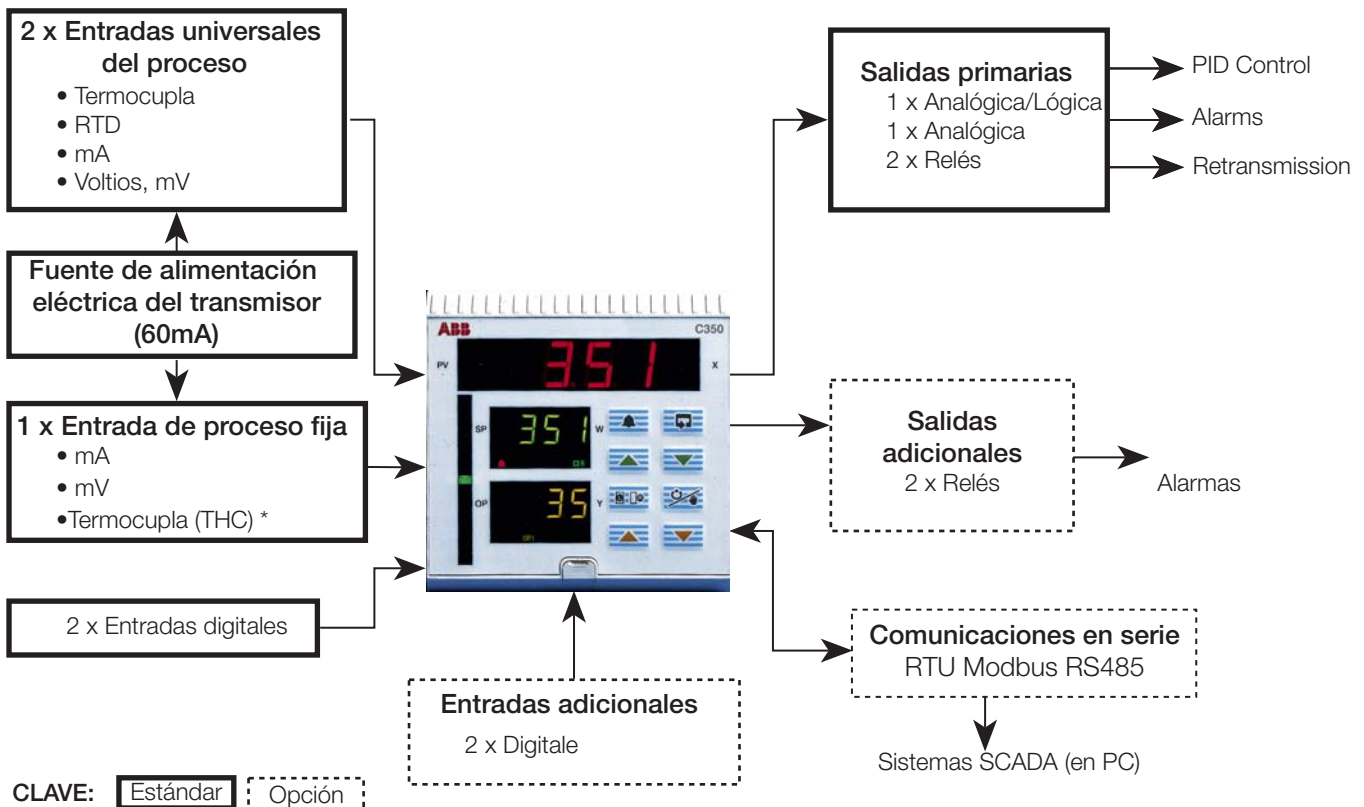 2 x Entradas universales
del proceso
• Termocupla
• RTD
• mA
• Voltios, mV
Fuente de alimentación
eléctrica del transmisor
(60mA)
1 x Entrada de proceso fija
• mA
• mV
•Termocupla (THC) *
2 x Entradas digitales
ABB
C350
PV
3.51
X
SP
351
W
OP
35
Y
OP1
Entradas adicionales
2 x Digitale
Salidas primarias
1 x Analógica/Lógica
1 x Analógica
2 x Relés
PID Control
Alarms
Retransmission
Salidas
adicionales
2 x Relés
Alarmas
Comunicaciones en serie
RTU Modbus RS485
Sistemas SCADA (en PC)
CLAVE: Estándar Opción